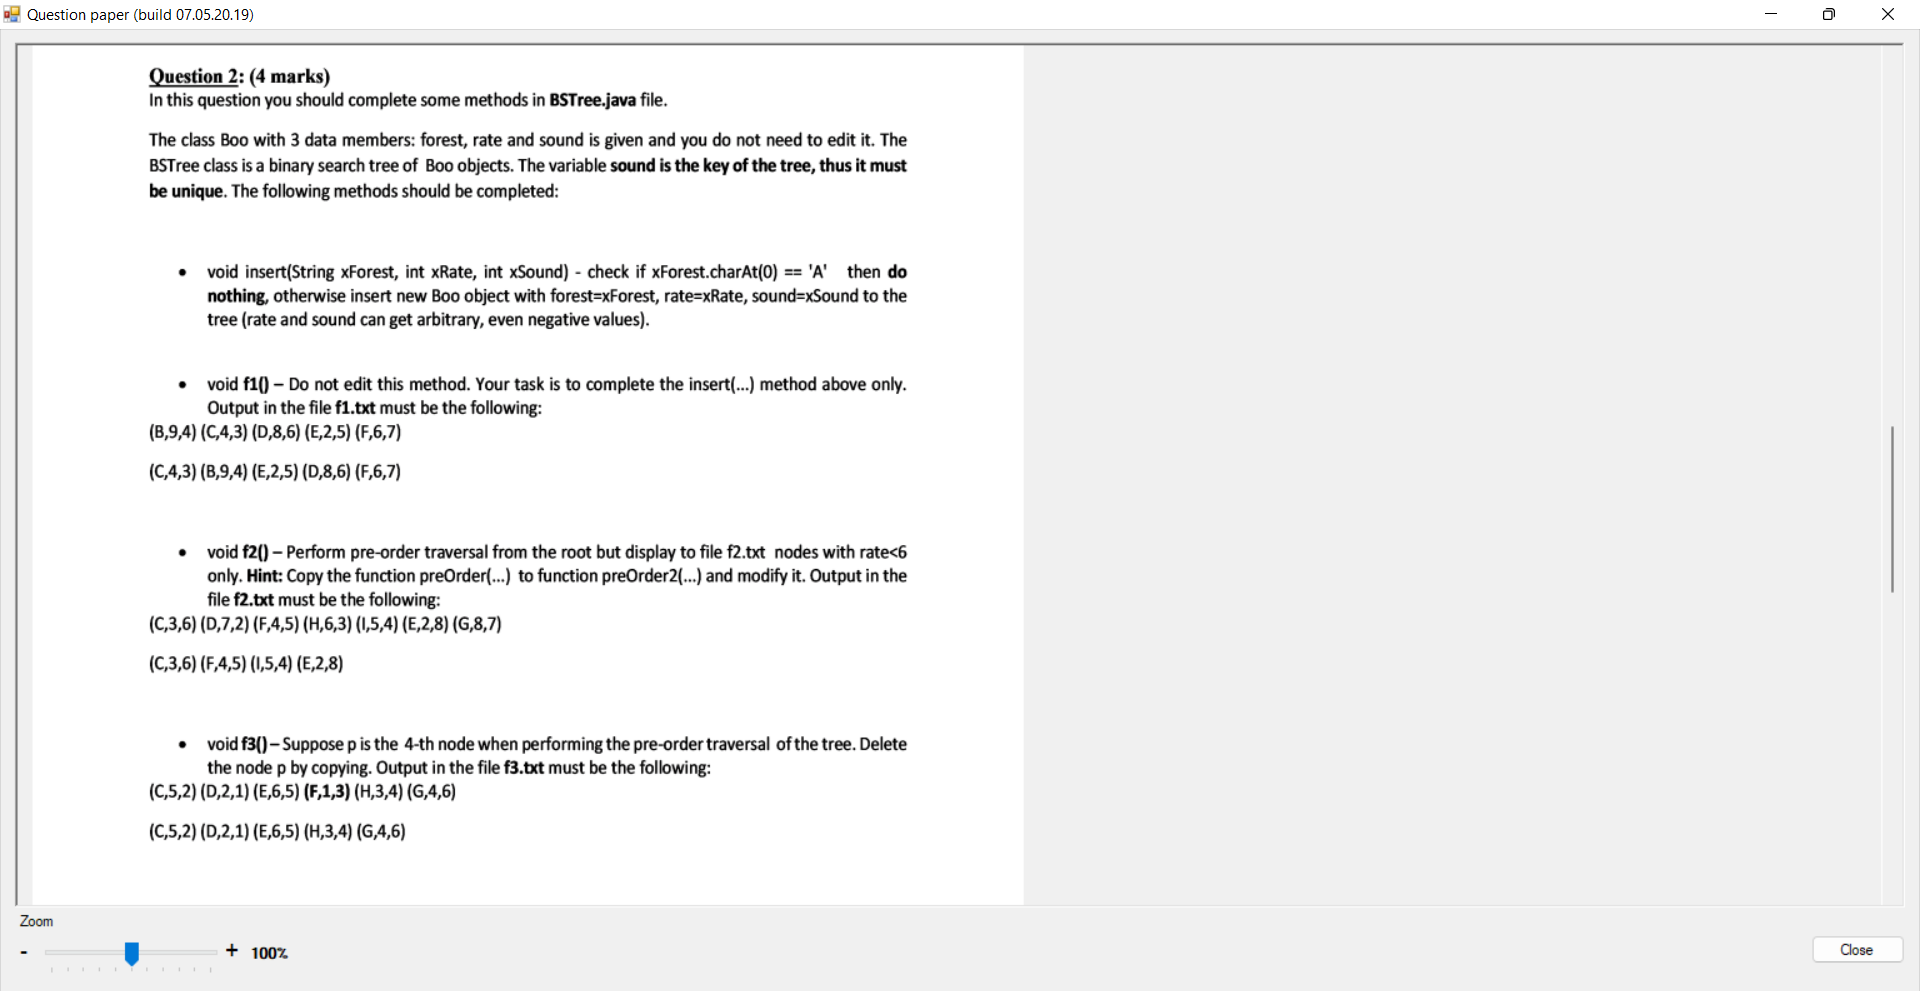 Question paper (build 07.05.20.19)
Question 2: (4 marks)
In this question you should complete some methods in BSTree.java file.
The class Boo with 3 data members: forest, rate and sound is given and you do not need to edit it. The
BSTree class is a binary search tree of Boo objects. The variable sound is the key of the tree, thus it must
be unique. The following methods should be completed:
• void insert(String xForest, int xRate, int xSound) - check if xForest.charAt(0) == 'A' then do
nothing, otherwise insert new Boo object with forest=xForest, rate=xRate, sound=xSound to the
tree (rate and sound can get arbitrary, even negative values).
• void f1() – Do not edit this method. Your task is to complete the insert(...) method above only.
Output in the file f1.txt must be the following:
(B,9,4) (C,4,3) (D,8,6) (E,2,5) (F,6,7)
(C,4,3) (B,9,4) (E,2,5) (D,8,6) (F,6,7)
• void f2() – Perform pre-order traversal from the root but display to file f2.txt nodes with rate<6
only. Hint: Copy the function preOrder(...) to function preOrder2(...) and modify it. Output in the
file f2.txt must be the following:
(C,3,6) (D,7,2) (F,4,5) (H,6,3) (I,5,4) (E,2,8) (G,8,7)
(C,3,6) (F,4,5) (I,5,4) (E,2,8)
• void f3() – Suppose p is the 4-th node when performing the pre-order traversal of the tree. Delete
the node p by copying. Output in the file f3.txt must be the following:
(C,5,2) (D,2,1) (E,6,5) (F,1,3) (H,3,4) (G,4,6)
(C,5,2) (D,2,1) (E,6,5) (H,3,4) (G,4,6)
Zoom
- + 100%
Close